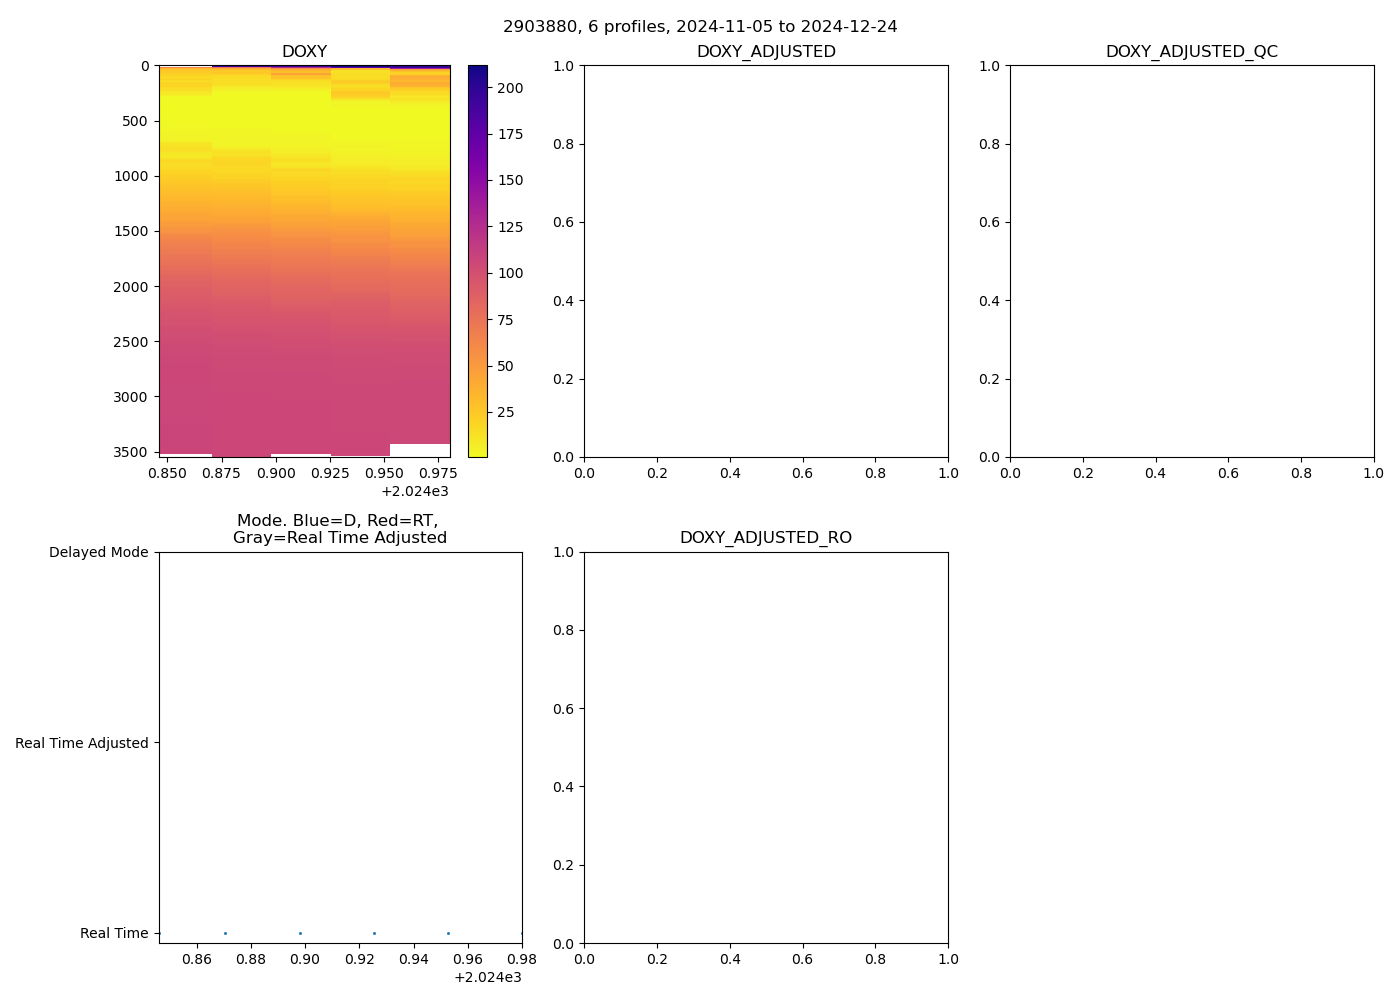 2903880, 6 profiles, 2024-11-05 to 2024-12-24
DOXY
0
500
1000
1500
2000
2500
3000
3500
0.850 0.875 0.900 0.925 0.950 0.975
+2.024e3
200
175
150
125
100
75
50
25
DOXY_ADJUSTED
1.0
0.8
0.6
0.4
0.2
0.0
0.0 0.2 0.4 0.6 0.8 1.0
DOXY_ADJUSTED_QC
1.0
0.8
0.6
0.4
0.2
0.0
0.0 0.2 0.4 0.6 0.8 1.0
Mode. Blue=D, Red=RT,
Gray=Real Time Adjusted
Delayed Mode
Real Time Adjusted
Real Time
0.86 0.88 0.90 0.92 0.94 0.96 0.98
+2.024e3
DOXY_ADJUSTED_RO
1.0
0.8
0.6
0.4
0.2
0.0
0.0 0.2 0.4 0.6 0.8 1.0